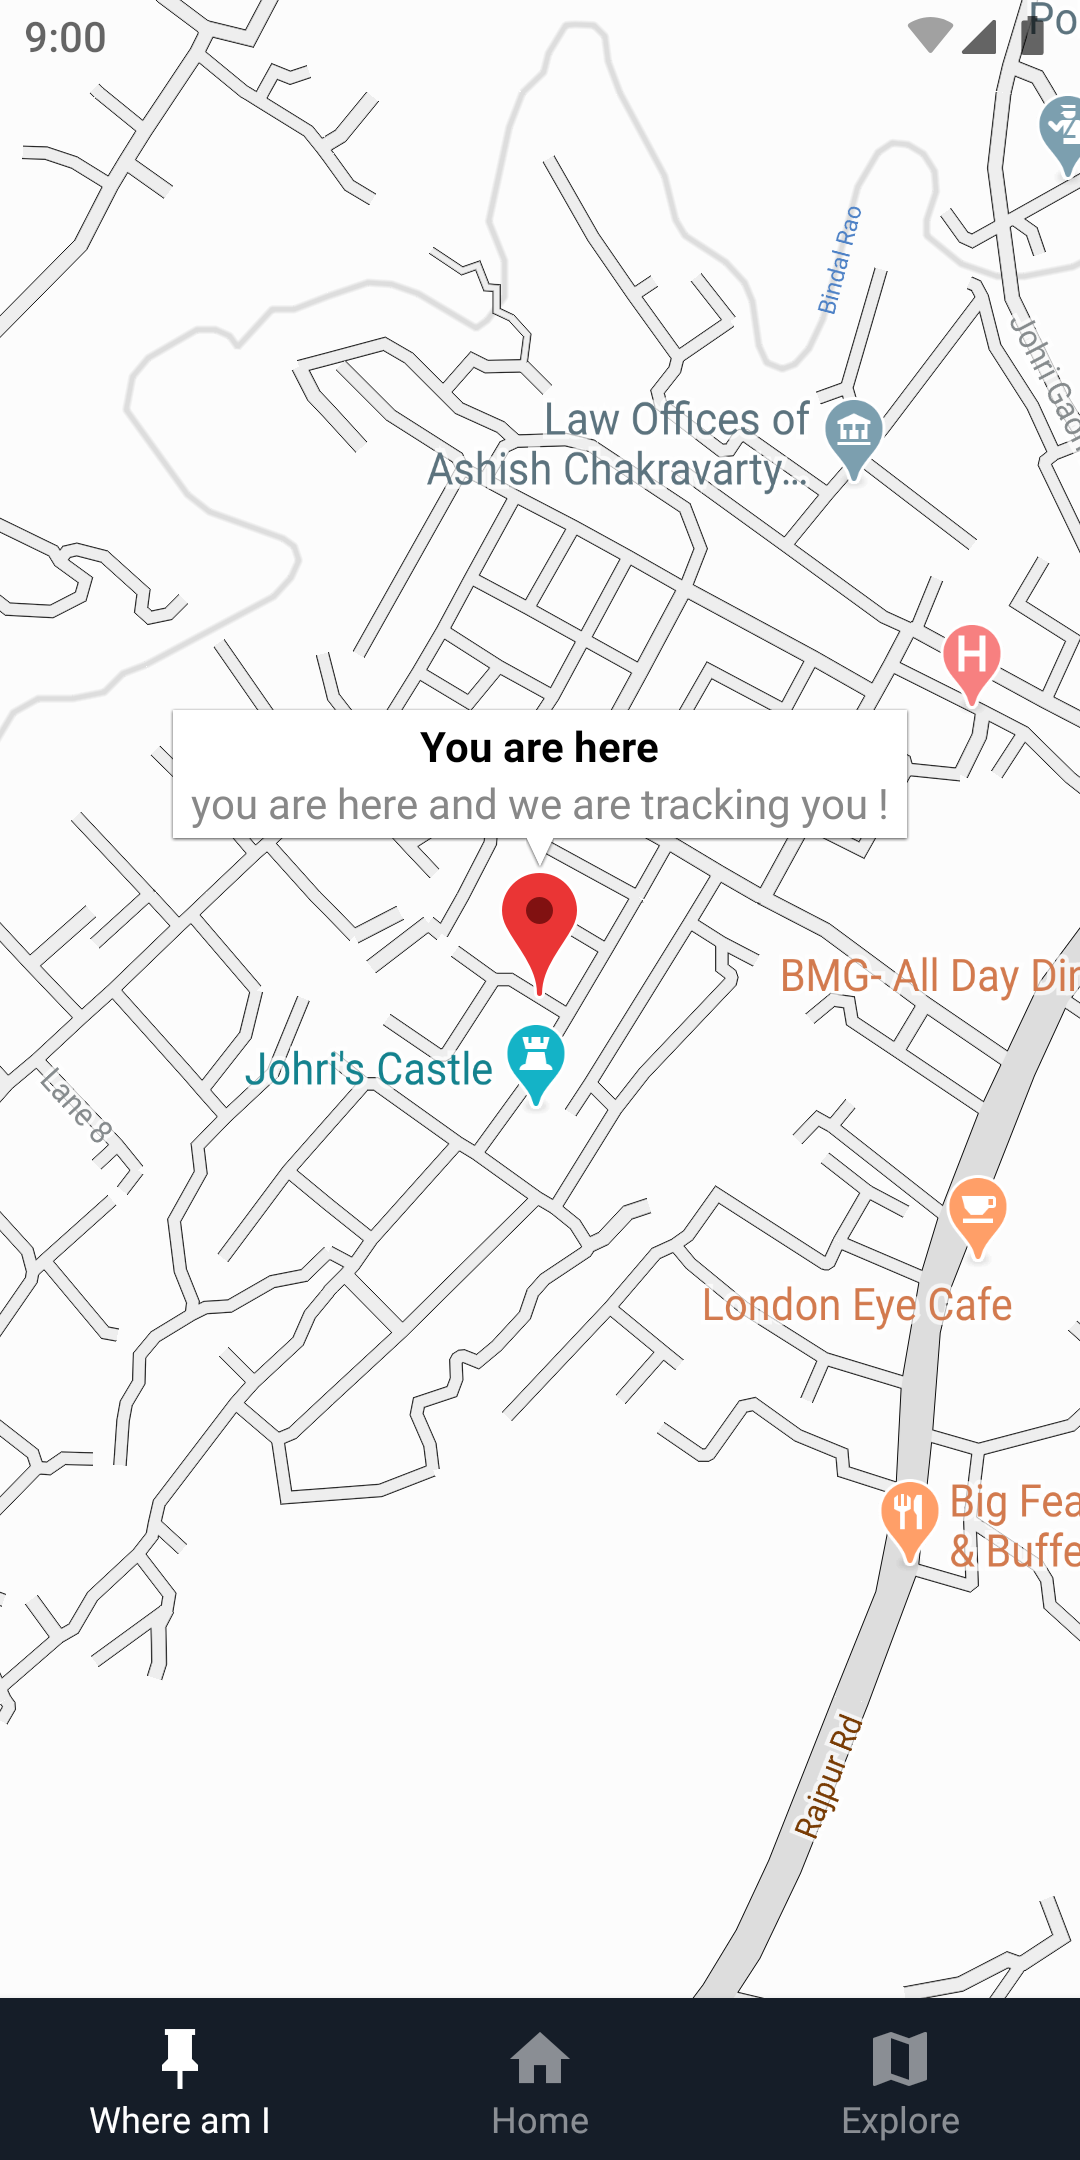 9:00
Po
Bindal Rao
Johri Gaon
Law Offices of
Ashish Chakravarty...
H
You are here
you are here and we are tracking you !
BMG- All Day Din
Johri's Castle
Lane 8
London Eye Cafe
Big Fea
& Buffe
Rajpur Rd
Where am I
Home
Explore